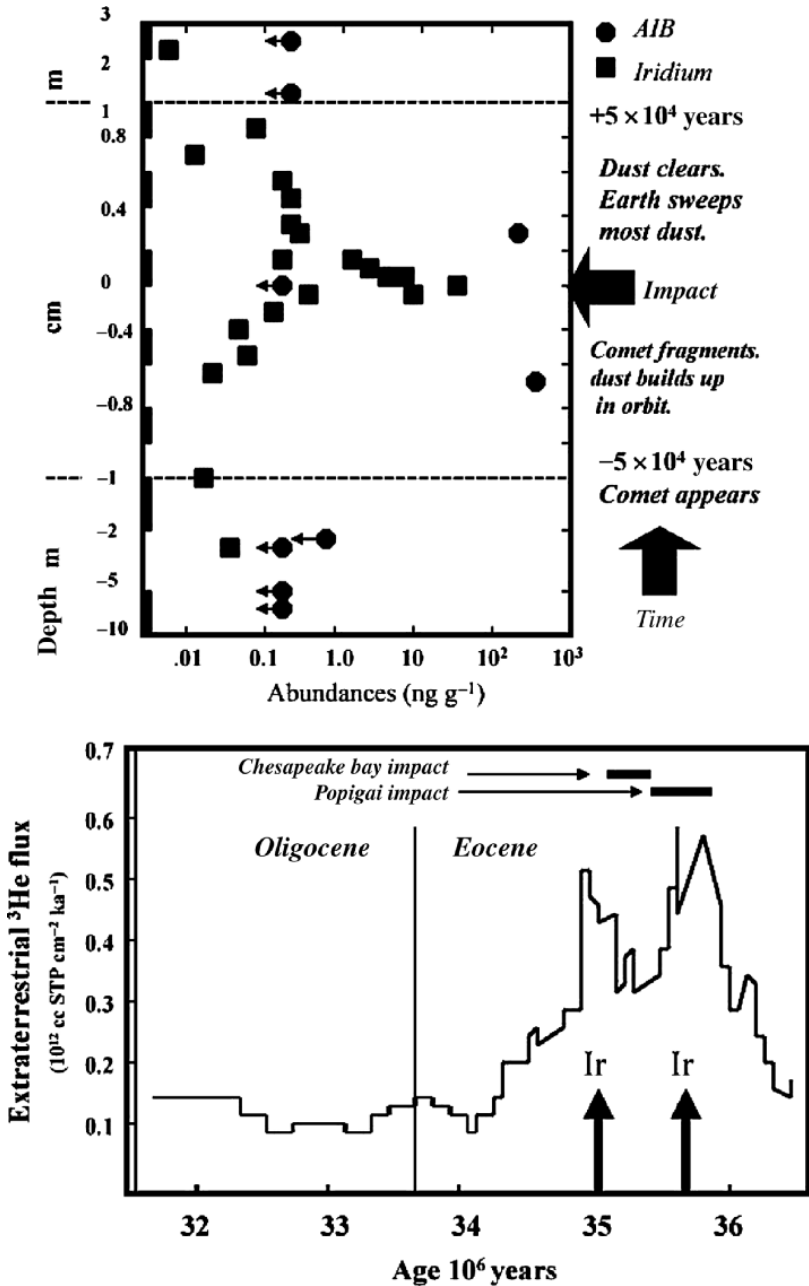 3
2
m
1
0.8
0.4
0
cm
−0.4
−0.8
−1
−2
−5
−10
Depth m
.01 0.1 1.0 10 10² 10³
Abundances (ng g⁻¹)
AIB
Iridium
+5 × 10⁴ years
Dust clears.
Earth sweeps
most dust.
Impact
Comet fragments.
dust builds up
in orbit.
−5 × 10⁴ years
Comet appears
Time
0.7
0.6
0.5
0.4
0.3
0.2
0.1
Extraterrestrial ³He flux
(10¹² cc STP cm⁻² ka⁻¹)
Chesapeake bay impact
Popigai impact
Oligocene Eocene
Ir Ir
32 33 34 35 36
Age 10⁶ years